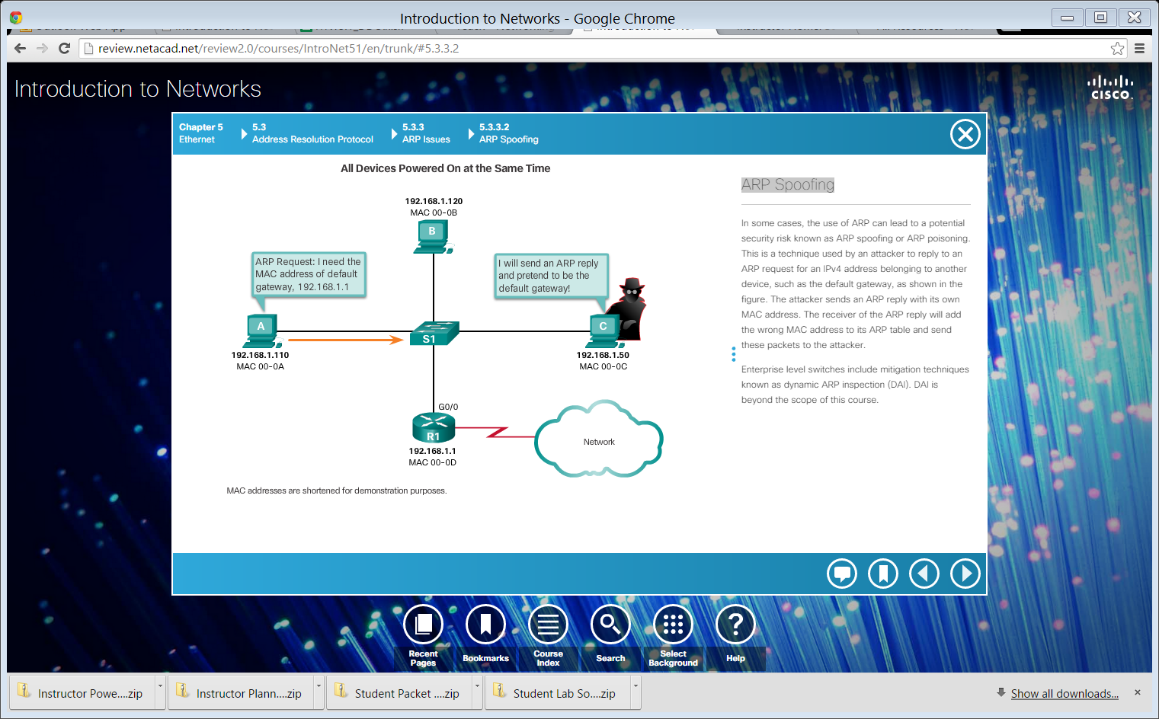 Introduction to Networks - Google Chrome
review.netacad.net/review2.0/courses/IntroNet51/en/trunk/#5.3.3.2
Introduction to Networks
CISCO
Chapter 5
Ethernet
5.3
Address Resolution Protocol
5.3.3
ARP Issues
5.3.3.2
ARP Spoofing
All Devices Powered On at the Same Time
192.168.1.120
MAC 00-0B
B
ARP Request: I need the
MAC address of default
gateway, 192.168.1.1
I will send an ARP reply
and pretend to be the
default gateway!
A
S1
C
192.168.1.110
MAC 00-0A
192.168.1.50
MAC 00-0C
G0/0
R1
192.168.1.1
MAC 00-0D
Network
MAC addresses are shortened for demonstration purposes.
ARP Spoofing
In some cases, the use of ARP can lead to a potential
security risk known as ARP spoofing or ARP poisoning.
This is a technique used by an attacker to reply to an
ARP request for an IPv4 address belonging to another
device, such as the default gateway, as shown in the
figure. The attacker sends an ARP reply with its own
MAC address. The receiver of the ARP reply will add
the wrong MAC address to its ARP table and send
these packets to the attacker.
Enterprise level switches include mitigation techniques
known as dynamic ARP inspection (DAI). DAI is
beyond the scope of this course.
Recent
Pages
Bookmarks
Course
Index
Search
Select
Background
?
Help
Instructor Powe....zip
Instructor Plann....zip
Student Packet ....zip
Student Lab So....zip
Show all downloads...